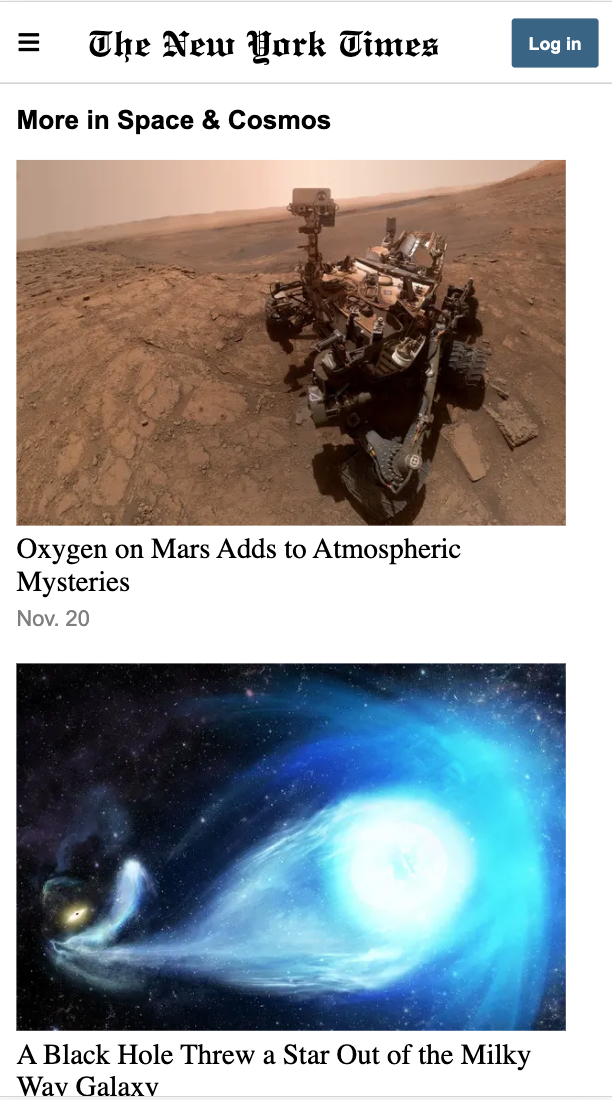 The New York Times
Log in
More in Space & Cosmos
Oxygen on Mars Adds to Atmospheric
Mysteries
Nov. 20
A Black Hole Threw a Star Out of the Milky
Way Galaxy